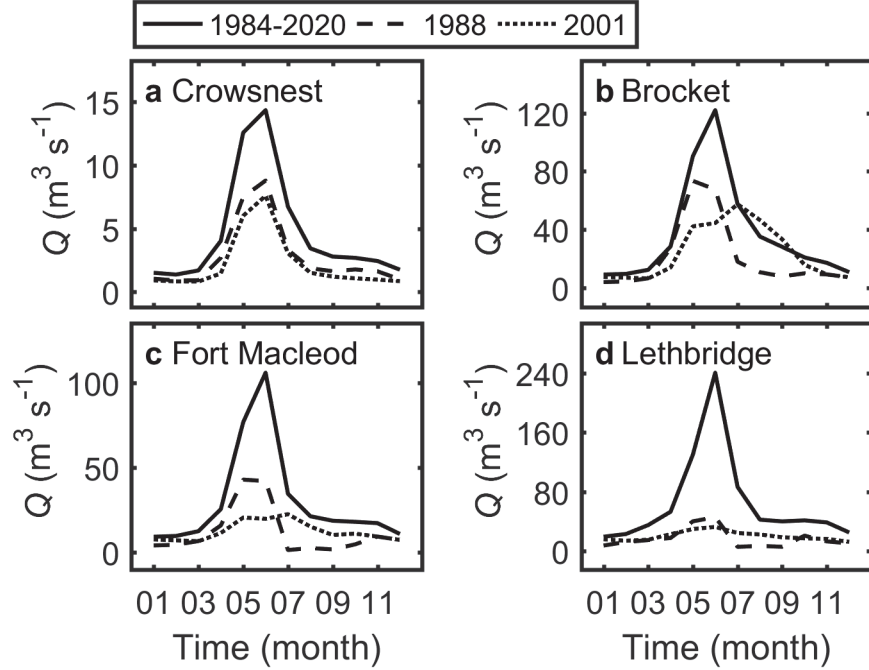 1984-2020 1988 2001
a Crowsnest
15
10
5
0
Q (m³ s⁻¹)
b Brocket
120
80
40
0
Q (m³ s⁻¹)
c Fort Macleod
100
50
0
Q (m³ s⁻¹)
01 03 05 07 09 11
Time (month)
d Lethbridge
240
160
80
0
Q (m³ s⁻¹)
01 03 05 07 09 11
Time (month)